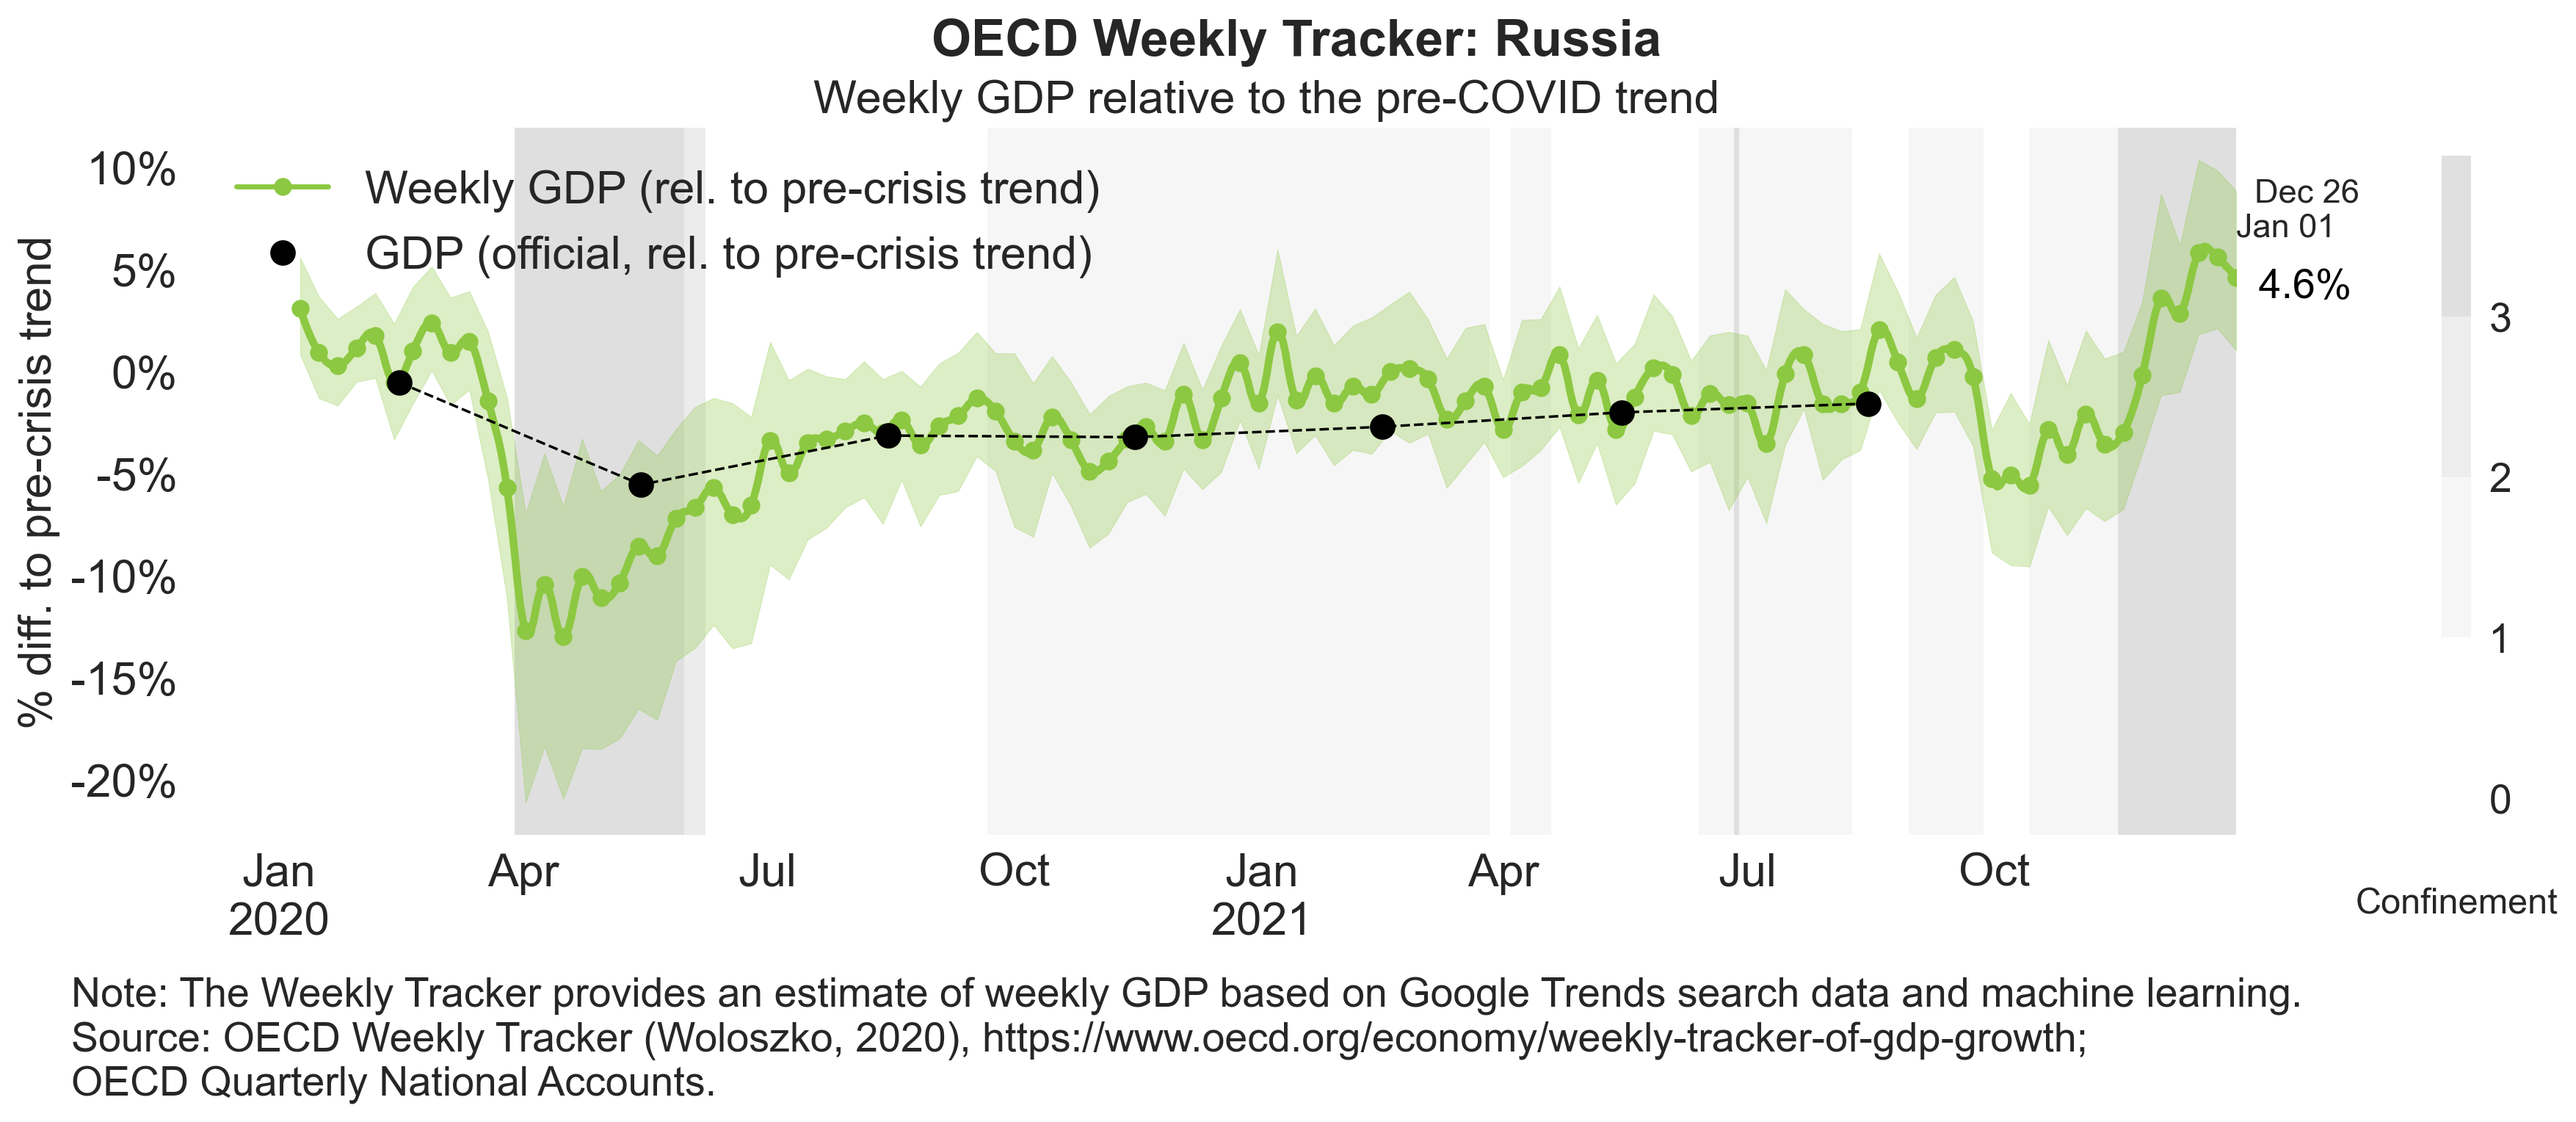 OECD Weekly Tracker: Russia
Weekly GDP relative to the pre-COVID trend
% diff. to pre-crisis trend
10%
5%
0%
-5%
-10%
-15%
-20%
Weekly GDP (rel. to pre-crisis trend)
GDP (official, rel. to pre-crisis trend)
Dec 26
Jan 01
4.6%
3
2
1
0
Confinement
Jan Apr Jul Oct Jan Apr Jul Oct
2020 2021
Note: The Weekly Tracker provides an estimate of weekly GDP based on Google Trends search data and machine learning.
Source: OECD Weekly Tracker (Woloszko, 2020), https://www.oecd.org/economy/weekly-tracker-of-gdp-growth;
OECD Quarterly National Accounts.